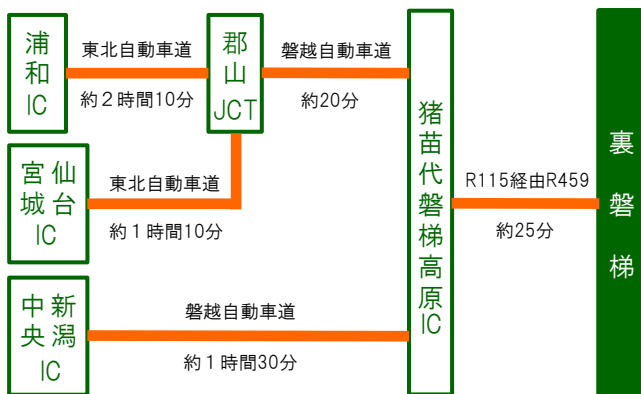 浦和IC
東北自動車道
約２時間10分
郡山JCT
磐越自動車道
約20分
仙台宮城IC
東北自動車道
約１時間10分
新潟中央IC
磐越自動車道
約１時間30分
猪苗代磐梯高原IC
R115経由R459
約25分
裏磐梯